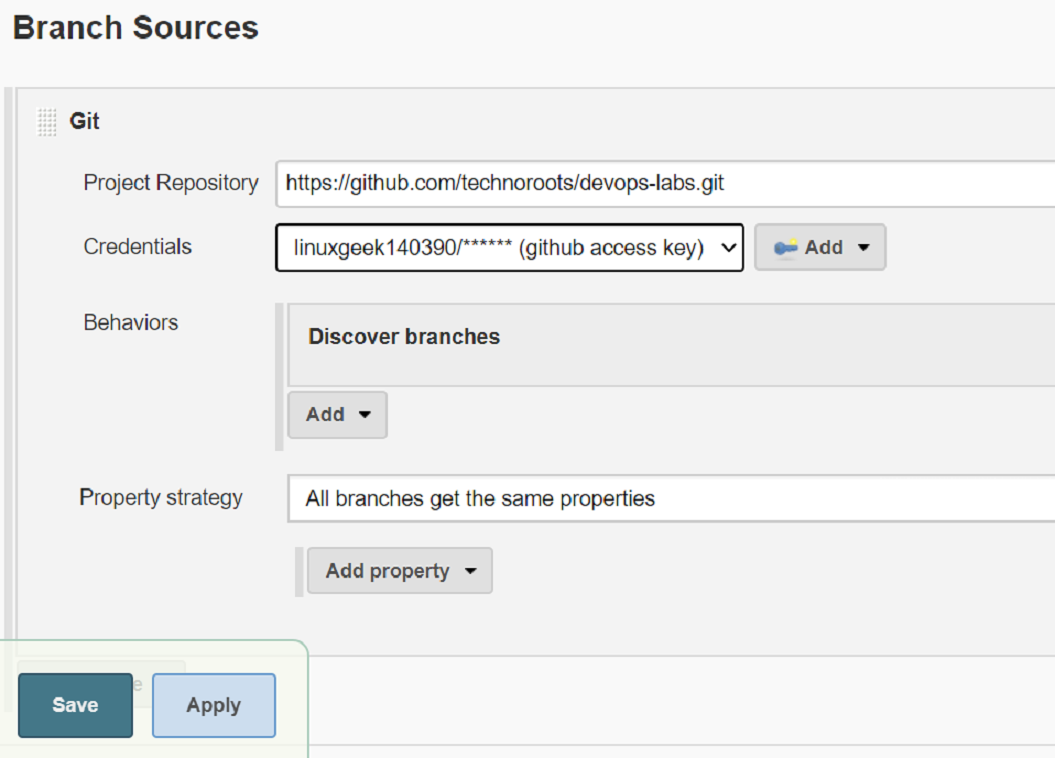 Branch Sources
Git
Project Repository https://github.com/technoroots/devops-labs.git
Credentials linuxgeek140390/****** (github access key) Add
Behaviors
Discover branches
Add
Property strategy All branches get the same properties
Add property
Save Apply